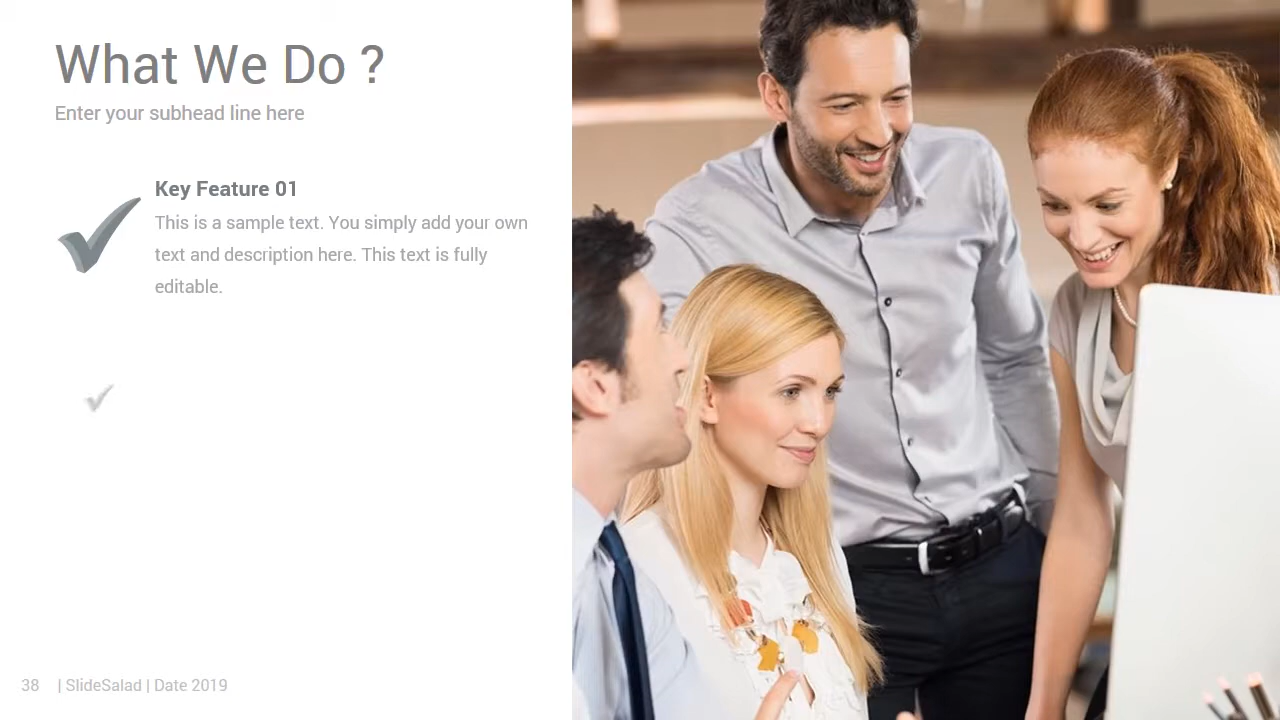 What We Do ?
Enter your subhead line here
Key Feature 01
This is a sample text. You simply add your own
text and description here. This text is fully
editable.
38 | SlideSalad | Date 2019